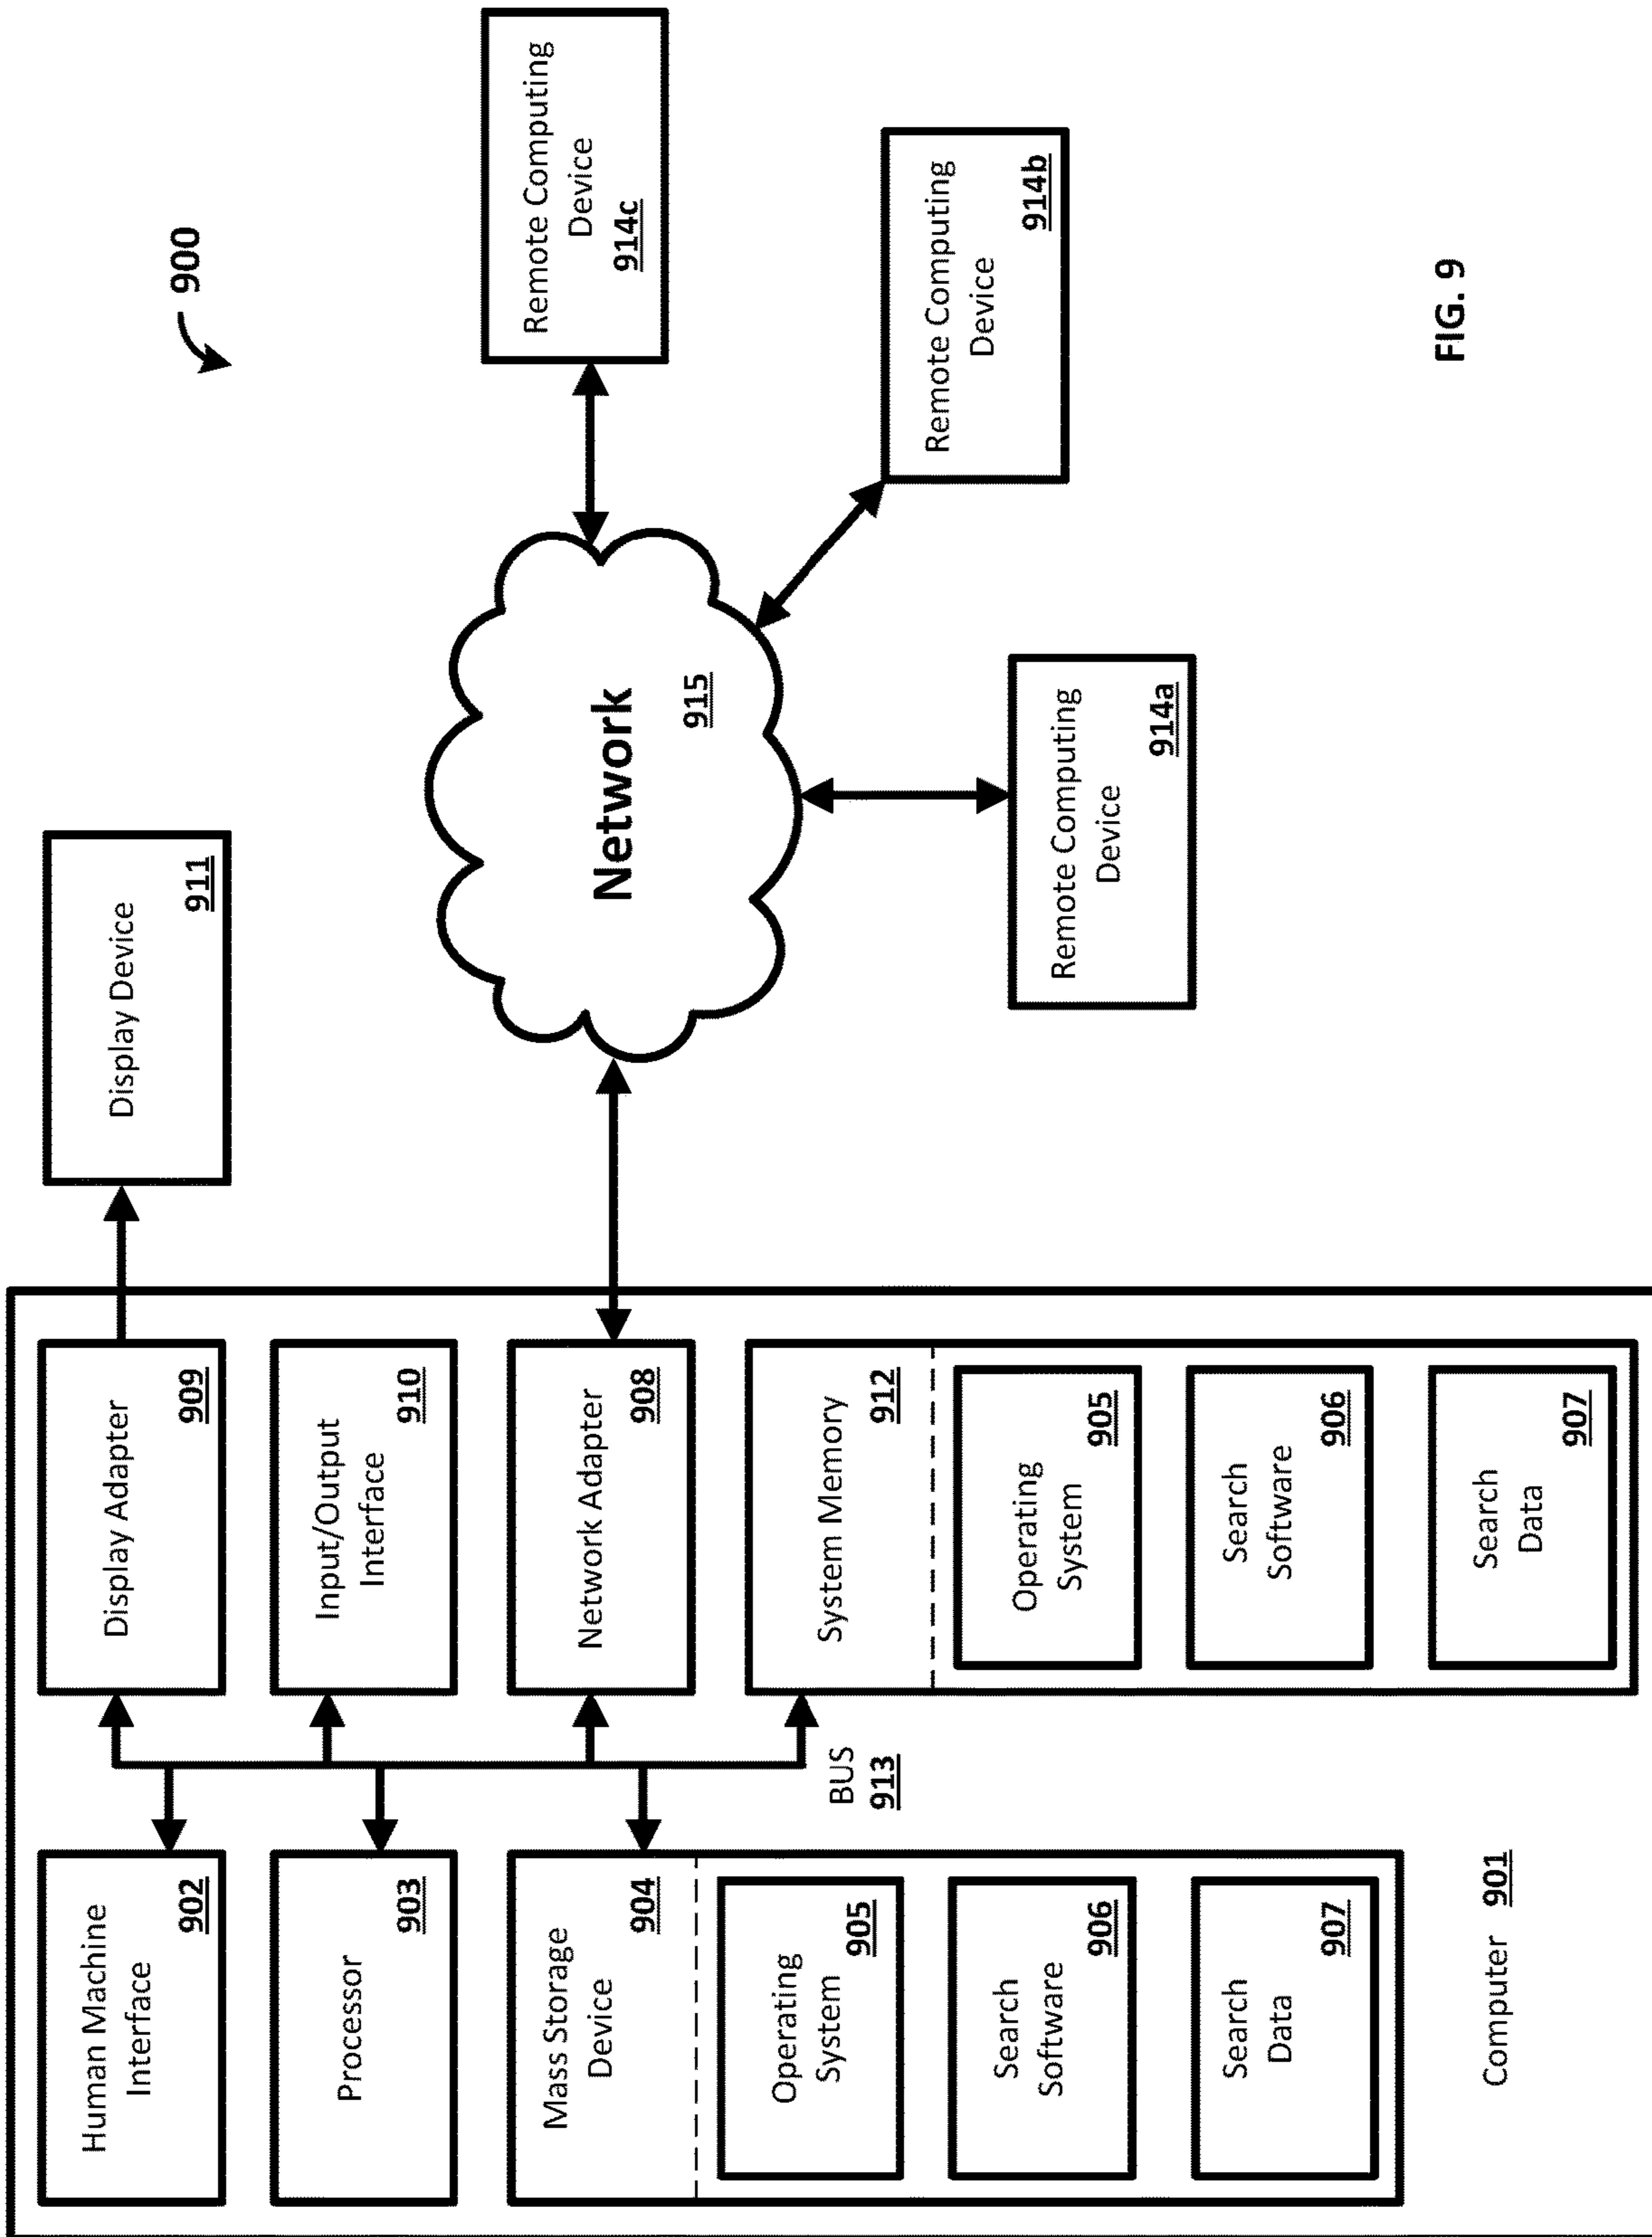 900
Human Machine
Interface
902
Processor
903
Mass Storage
Device
904
Operating
System
905
Search
Software
906
Search
Data
907
Computer 901
BUS
913
Display Adapter
909
Input/Output
Interface
910
Network Adapter
908
System Memory
912
Operating
System
905
Search
Software
906
Search
Data
907
Display Device
911
Network
915
Remote Computing
Device
914a
Remote Computing
Device
914b
Remote Computing
Device
914c
FIG. 9